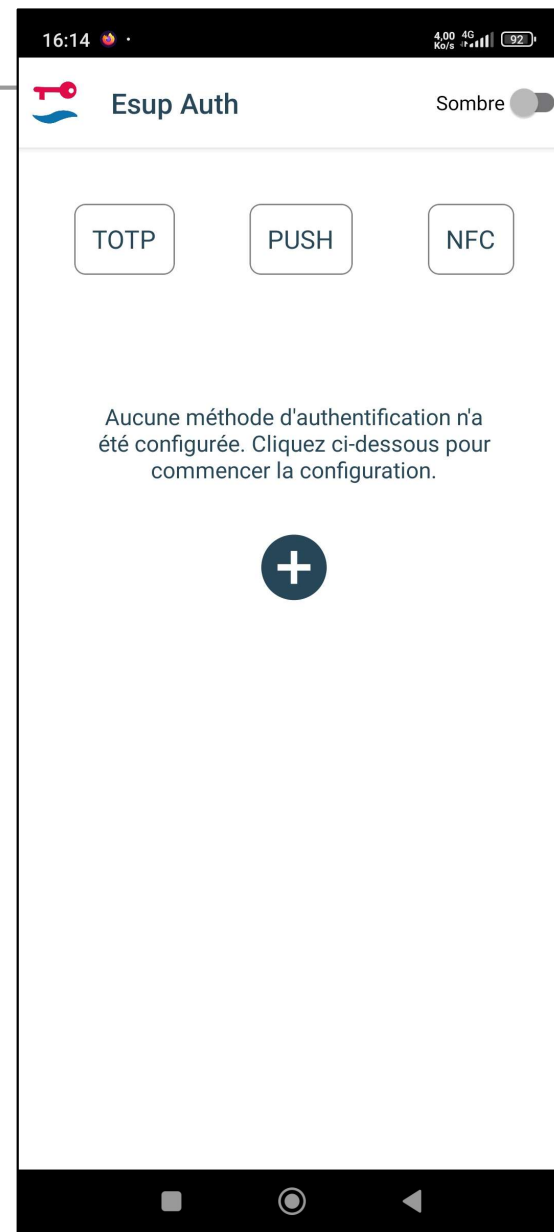 16:14
4,00 4G
Ko/s 92
Esup Auth
Sombre
TOTP
PUSH
NFC
Aucune méthode d'authentification n'a
été configurée. Cliquez ci-dessous pour
commencer la configuration.